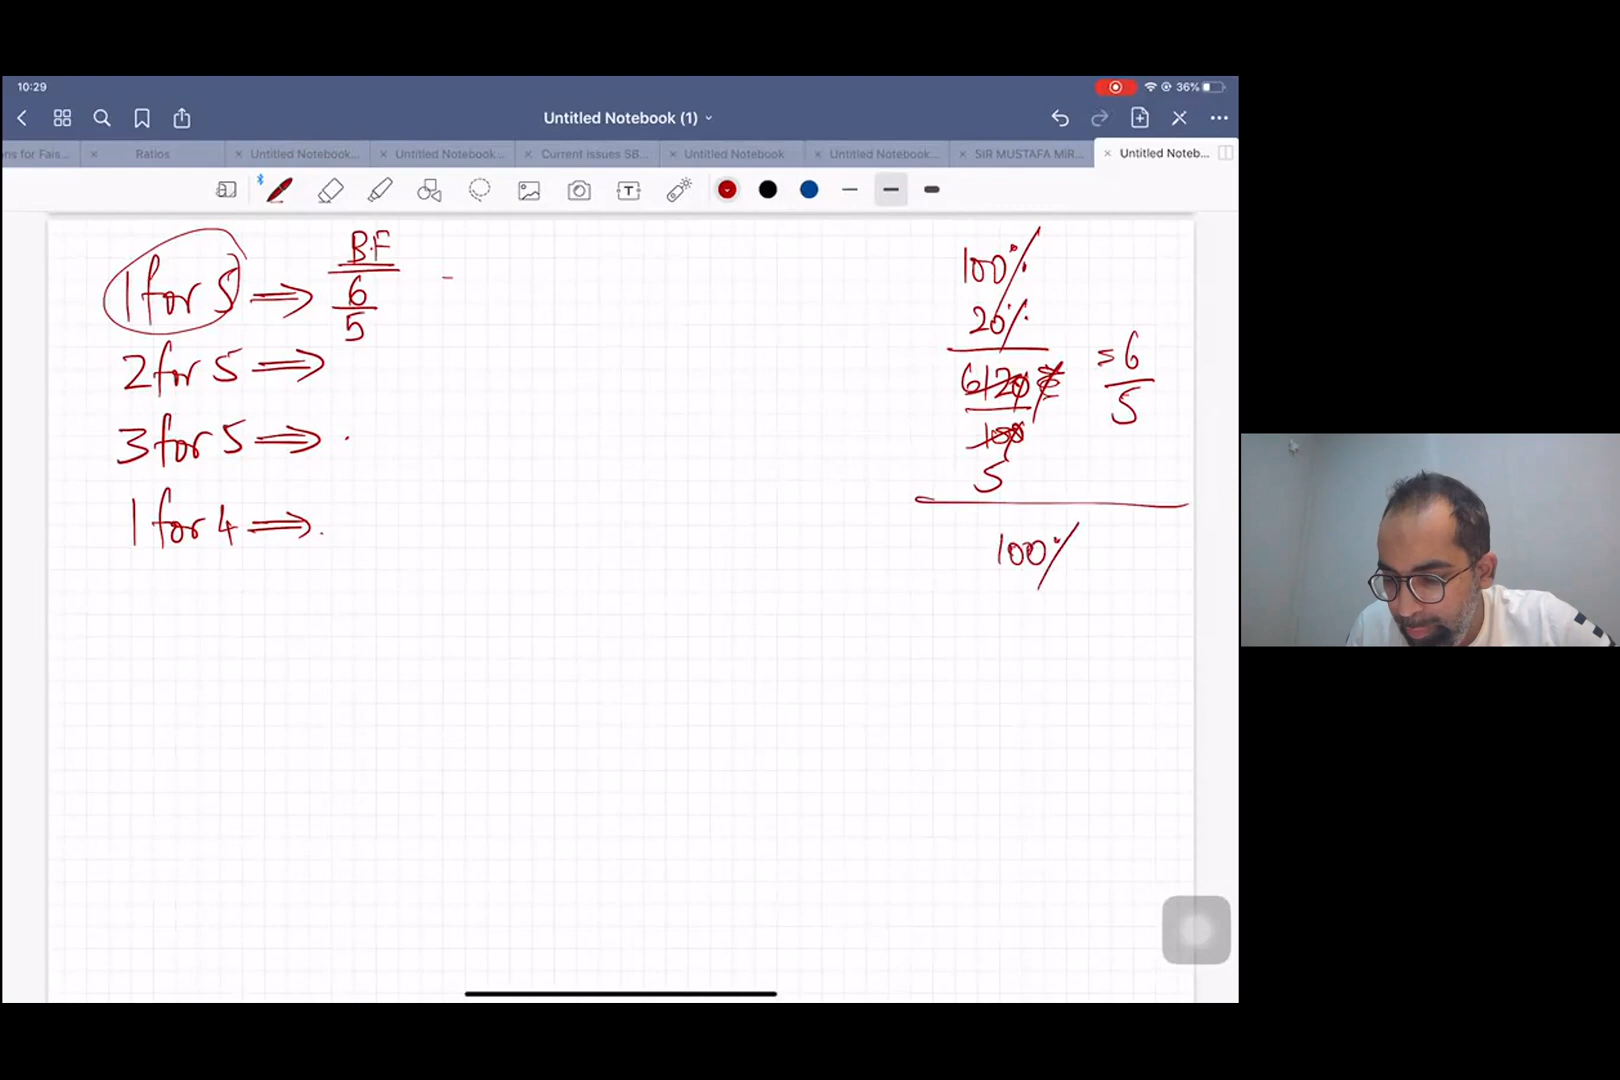 10:29
36%
Untitled Notebook (1)
ns for Fais...
Ratios
Untitled Notebook...
Untitled Notebook...
Current issues SB...
Untitled Notebook
Untitled Notebook...
SIR MUSTAFA MIR...
Untitled Noteb...
T
B.F
1 for 5 ⇒ 6/5 -
2 for 5 ⇒
3 for 5 ⇒ .
1 for 4 ⇒ .
100%
20%
6 120
100
5
= 6/5
100%